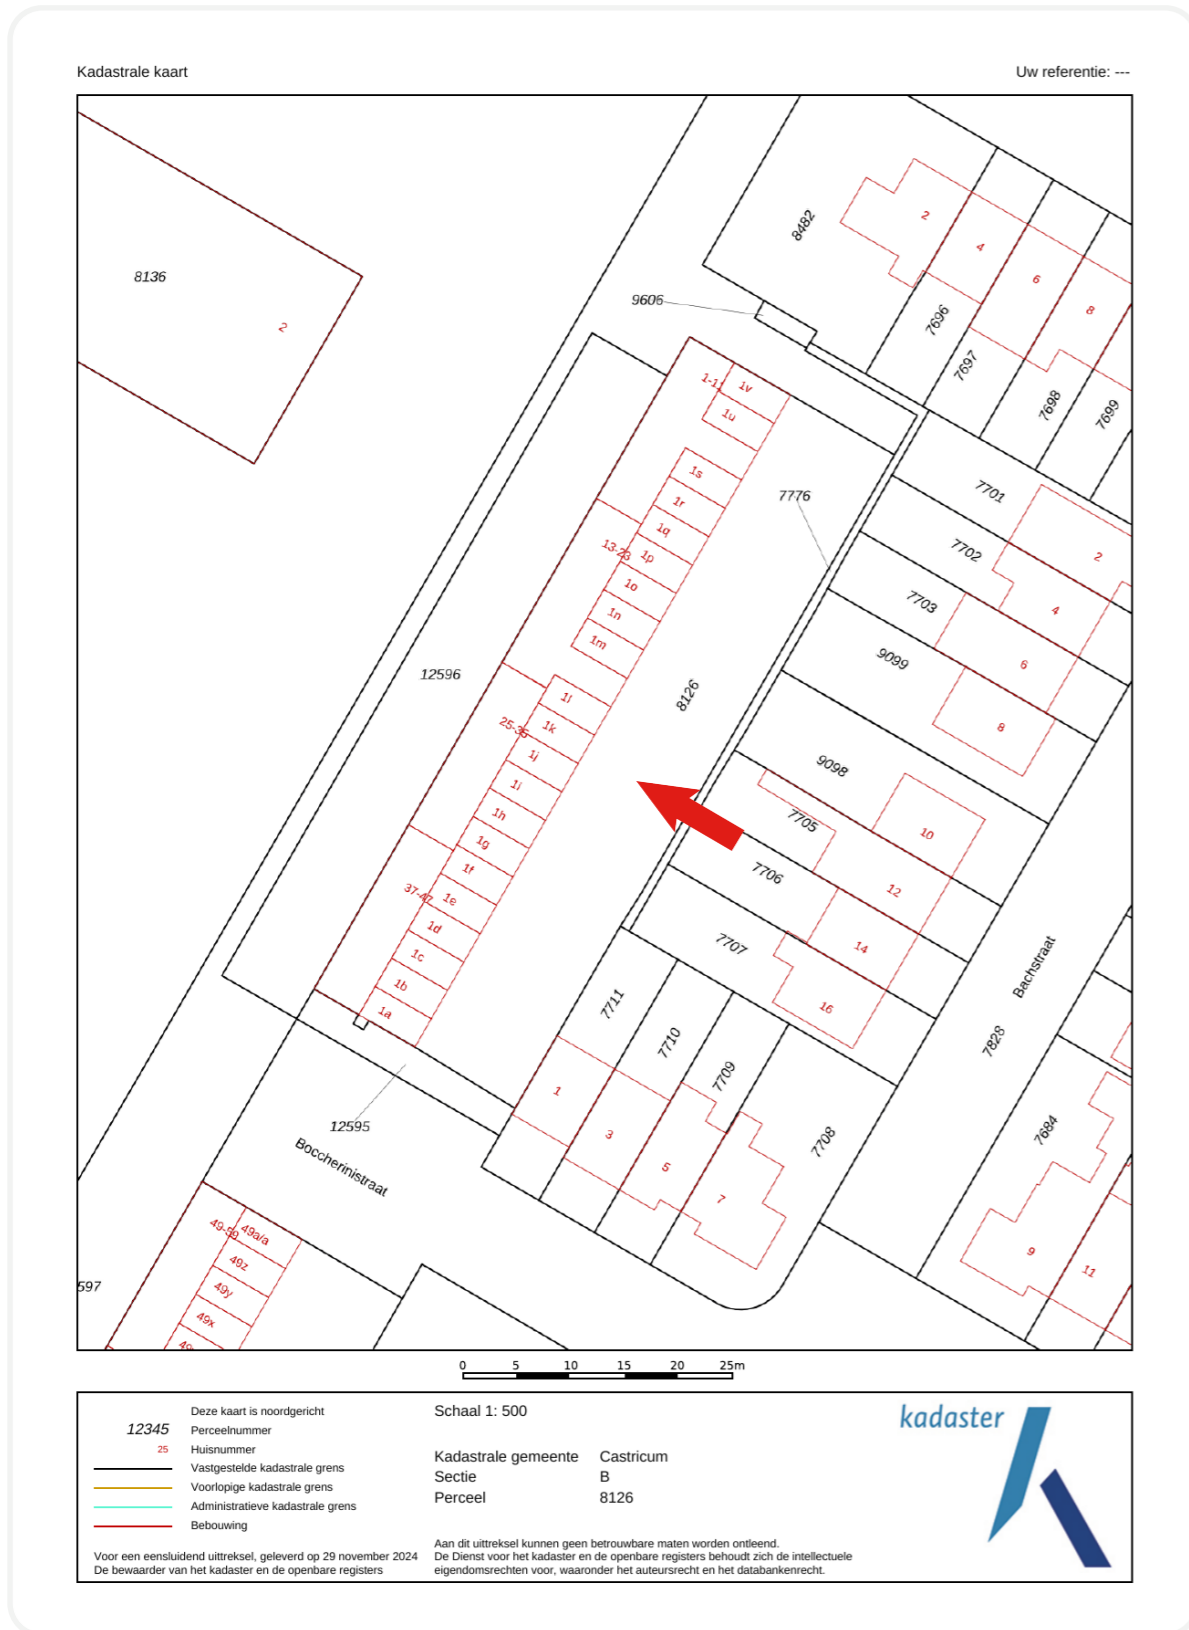 Kadastrale kaart
Uw referentie: ---
8136
2
8482
2
4
6
8
9606
7696
7697
7698
7699
1-11
1v
1u
1s
1r
1q
13-23
1p
1o
1n
1m
7776
7701
7702
7703
9099
2
4
6
8
12596
8126
1l
1k
25-35
1j
1i
1h
1g
1f
37-47
1e
1d
1c
1b
1a
9098
7705
7706
7707
10
12
14
16
Bachstraat
7828
7711
7710
7709
7708
1
3
5
7
7684
9
11
12595
Boccherinistraat
49-59
49a/a
49z
49y
49x
597
0 5 10 15 20 25m
Deze kaart is noordgericht
12345 Perceelnummer
25 Huisnummer
Vastgestelde kadastrale grens
Voorlopige kadastrale grens
Administratieve kadastrale grens
Bebouwing
Voor een eensluidend uittreksel, geleverd op 29 november 2024
De bewaarder van het kadaster en de openbare registers
Schaal 1: 500
Kadastrale gemeente Castricum
Sectie B
Perceel 8126
Aan dit uittreksel kunnen geen betrouwbare maten worden ontleend.
De Dienst voor het kadaster en de openbare registers behoudt zich de intellectuele
eigendomsrechten voor, waaronder het auteursrecht en het databankenrecht.
kadaster